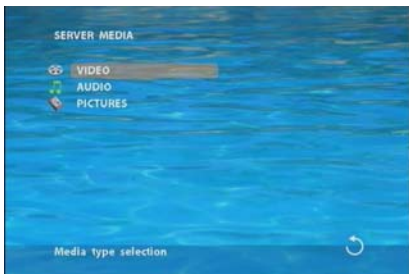 SERVER MEDIA
VIDEO
AUDIO
PICTURES
Media type selection